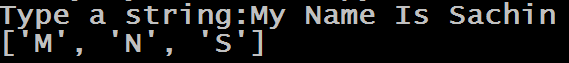 Type a string:My Name Is Sachin
['M', 'N', 'S']